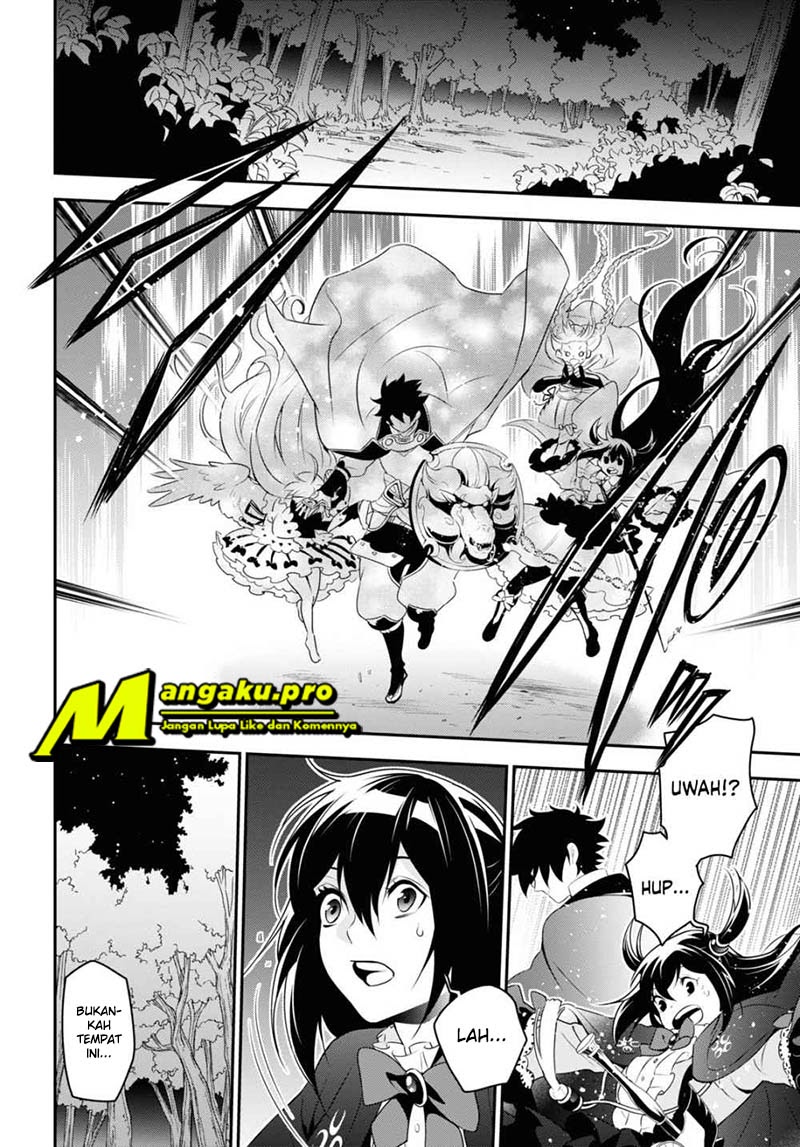 Mangaku.pro
Jangan Lupa Like dan Komennya
UWAH!?
HUP...
LAH...
BUKAN-
KAH
TEMPAT
INI...